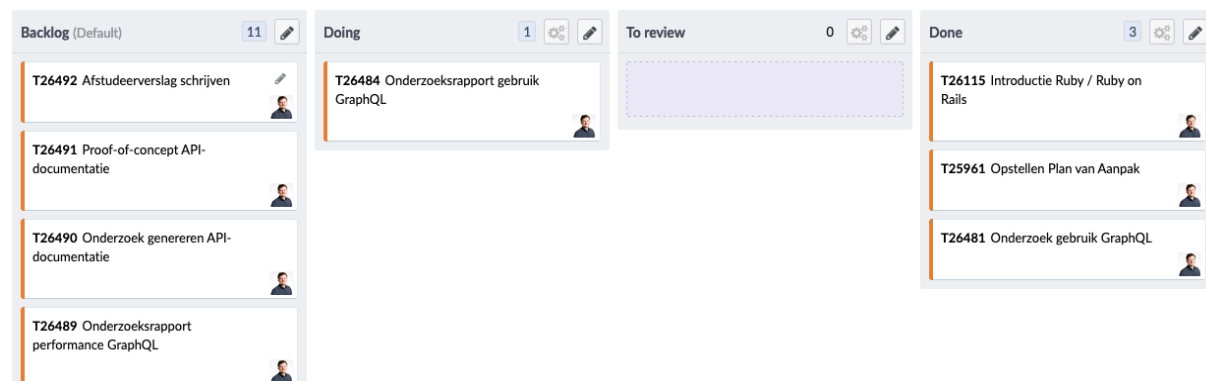 Backlog (Default) 11
T26492 Afstudeerverslag schrijven
T26491 Proof-of-concept API-
documentatie
T26490 Onderzoek genereren API-
documentatie
T26489 Onderzoeksrapport
performance GraphQL
Doing 1
T26484 Onderzoeksrapport gebruik
GraphQL
To review 0
Done 3
T26115 Introductie Ruby / Ruby on
Rails
T25961 Opstellen Plan van Aanpak
T26481 Onderzoek gebruik GraphQL